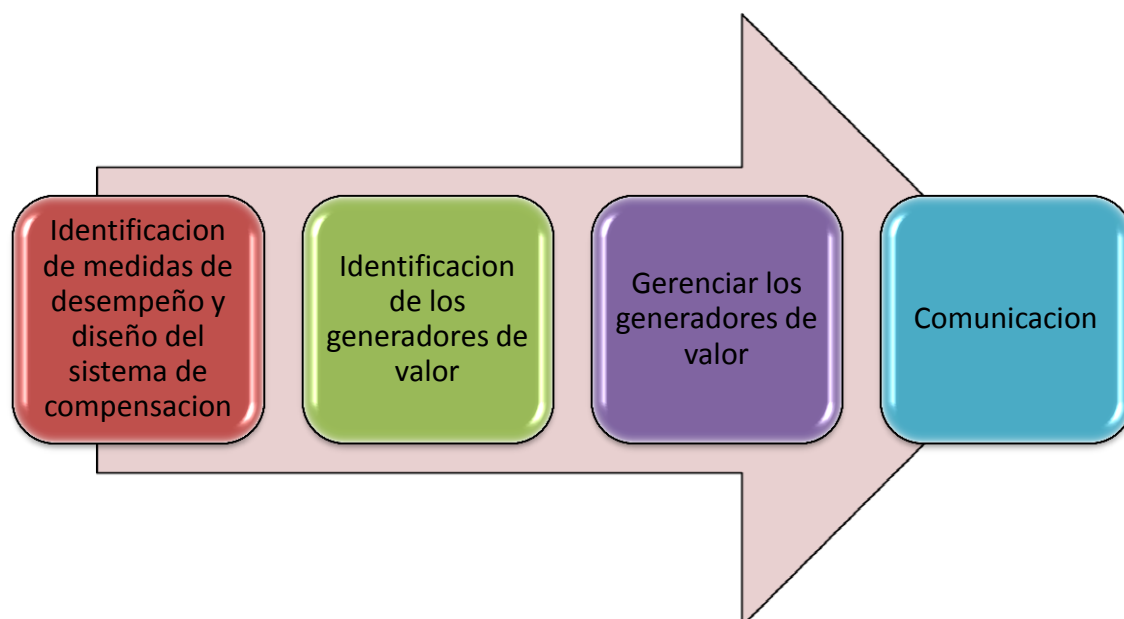 Identificacion
de medidas de
desempeño y
diseño del
sistema de
compensacion
Identificacion
de los
generadores de
valor
Gerenciar los
generadores de
valor
Comunicacion